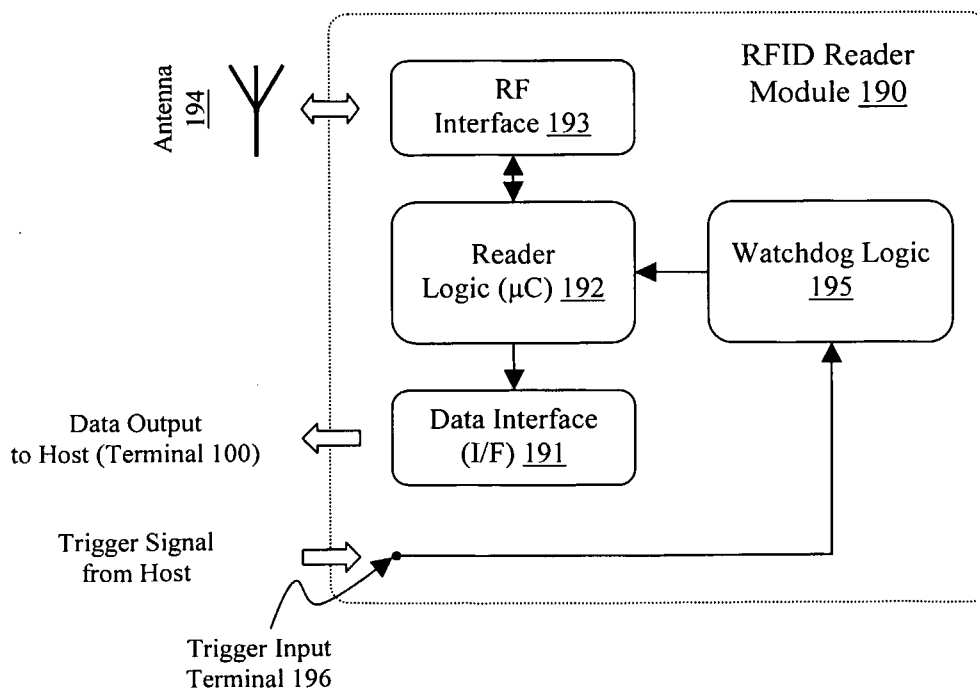 RFID Reader
Module 190
Antenna
194
RF
Interface 193
Reader
Logic (μC) 192
Watchdog Logic
195
Data Interface
(I/F) 191
Data Output
to Host (Terminal 100)
Trigger Signal
from Host
Trigger Input
Terminal 196